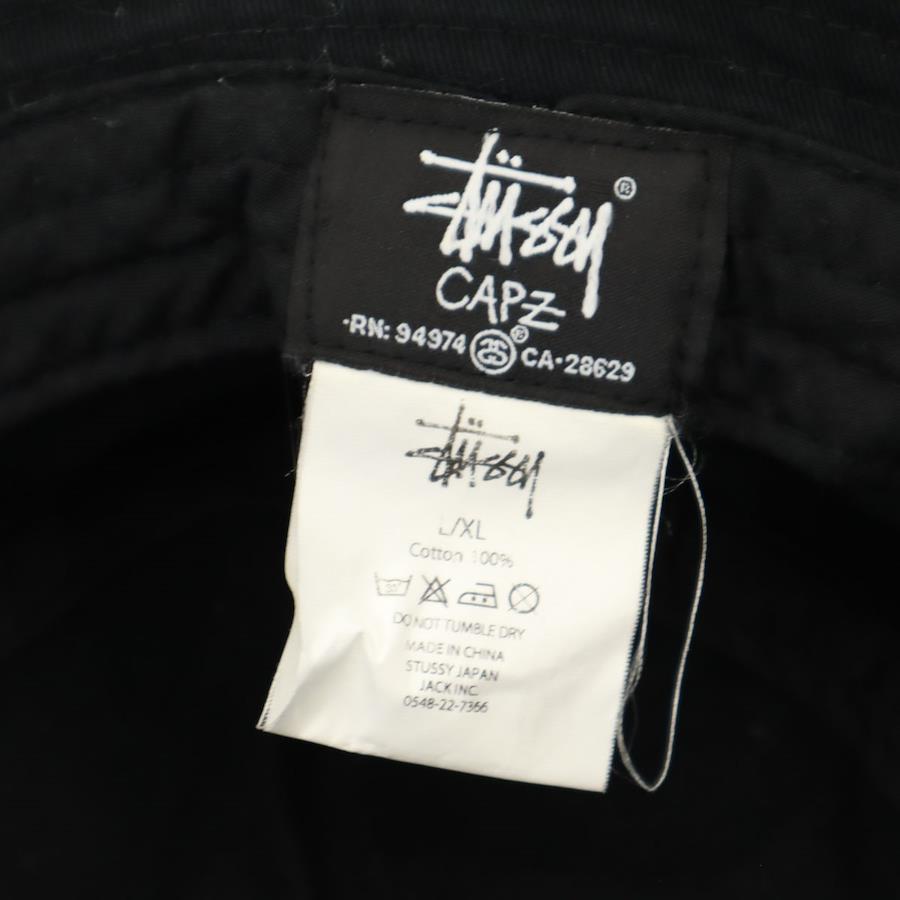 Stüssy ®
CAPZ
·RN: 94974 ® CA·28629
Stüssy
L/XL
Cotton 100%
30
DO NOT TUMBLE DRY
MADE IN CHINA
STUSSY JAPAN
JACK INC.
0548-22-7366